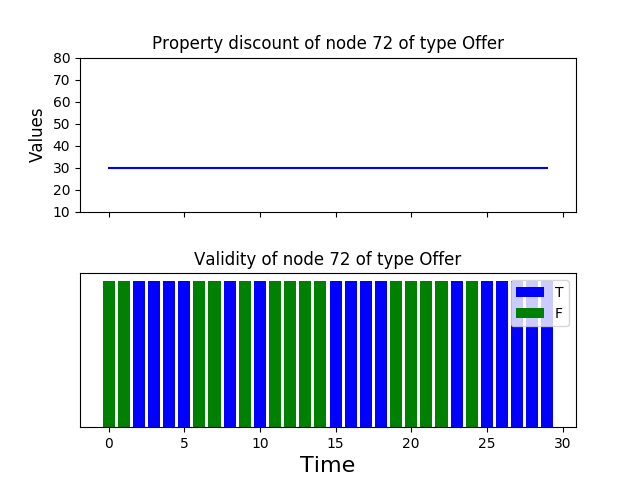 Property discount of node 72 of type Offer
80
70
60
50
40
30
20
10
Values
Validity of node 72 of type Offer
T
F
0 5 10 15 20 25 30
Time